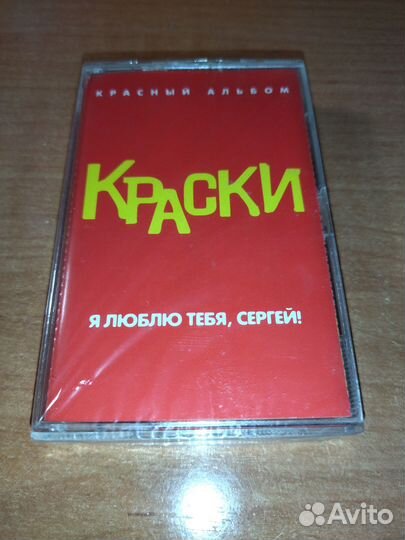 КРАСНЫЙ АЛЬБОМ
КРАСКИ
Я ЛЮБЛЮ ТЕБЯ, СЕРГЕЙ!
Avito